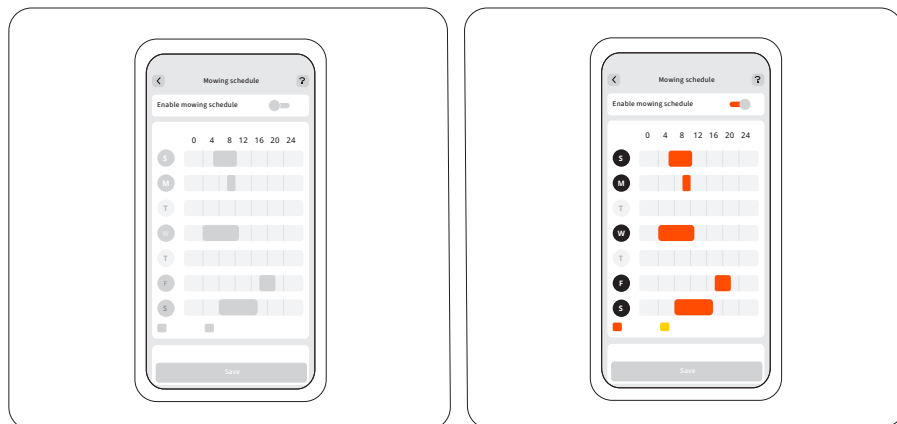 Mowing schedule ?
Enable mowing schedule
0 4 8 12 16 20 24
S
M
T
W
T
F
S
Save
Mowing schedule ?
Enable mowing schedule
0 4 8 12 16 20 24
S
M
T
W
T
F
S
Save